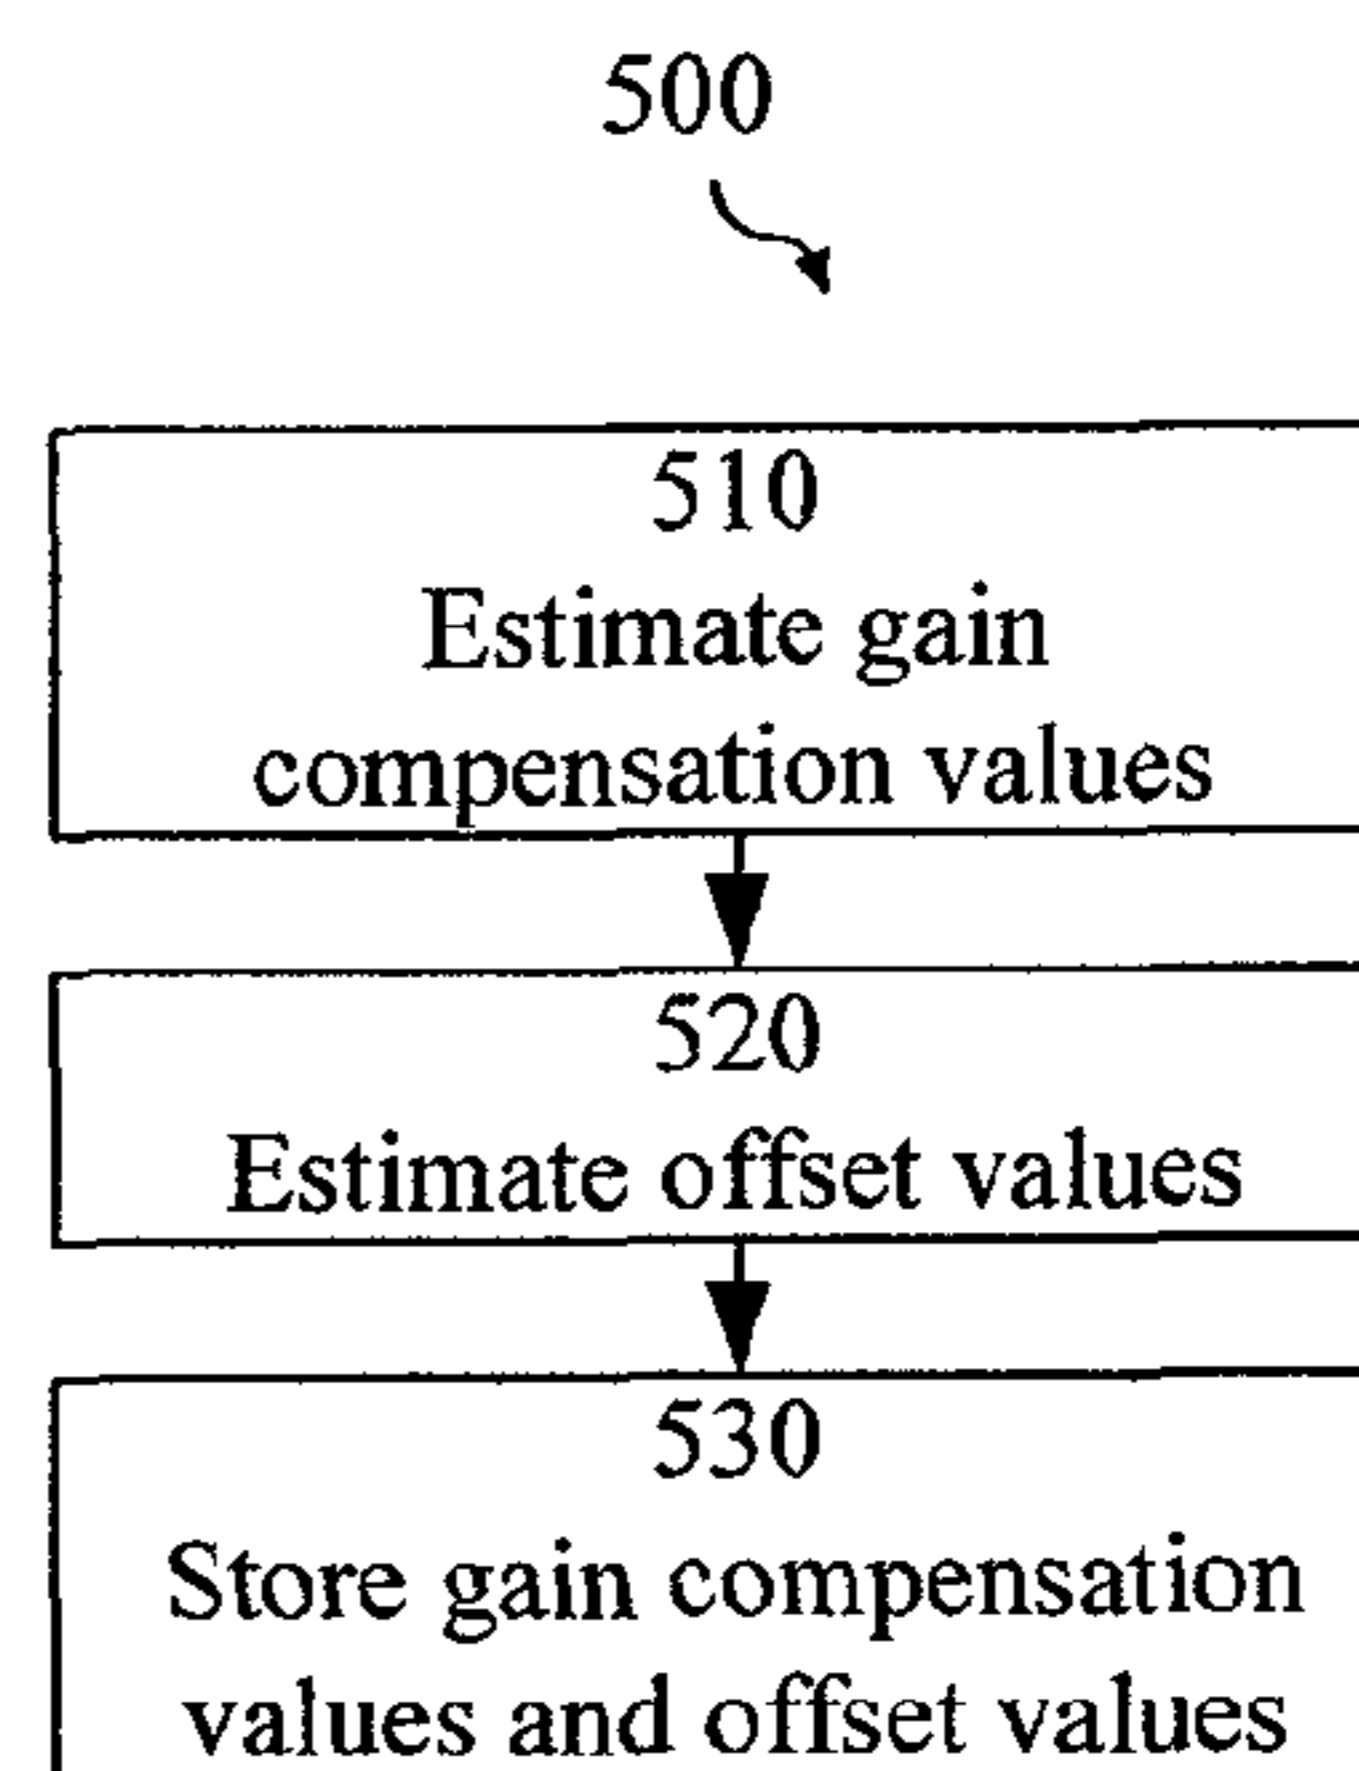 500
510
Estimate gain
compensation values
520
Estimate offset values
530
Store gain compensation
values and offset values